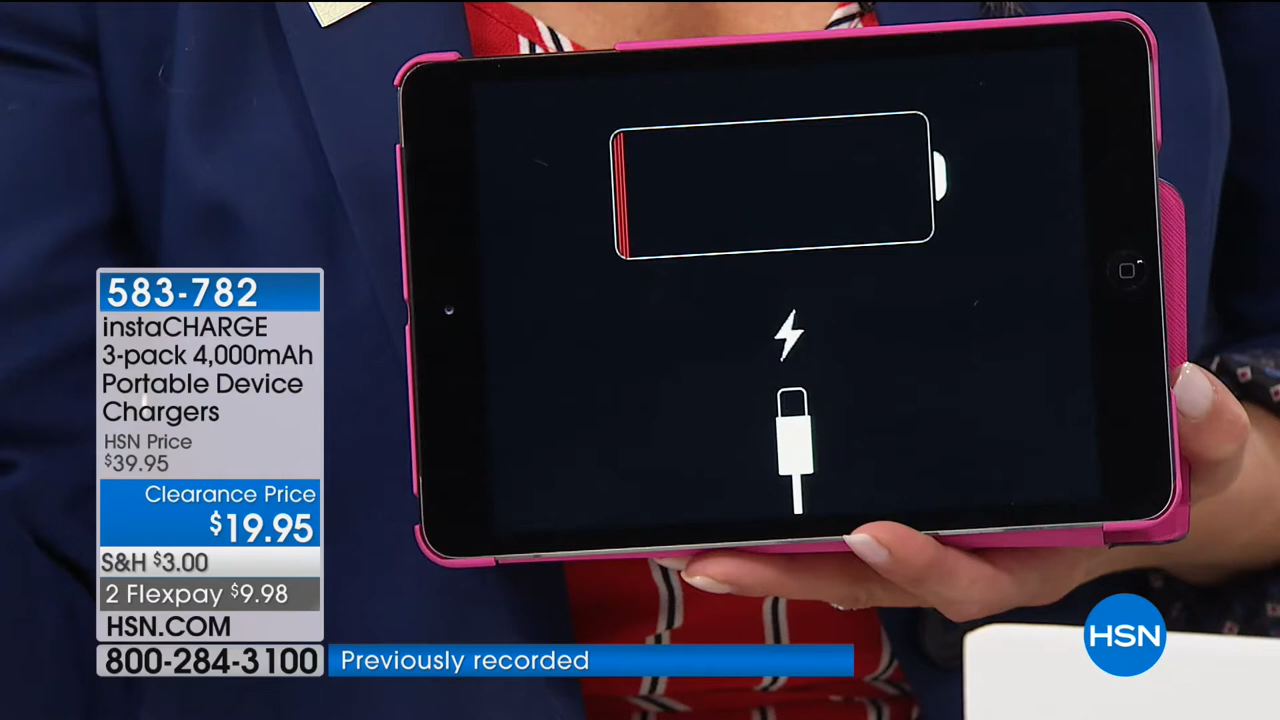 583-782
instaCHARGE
3-pack 4,000mAh
Portable Device
Chargers
HSN Price
$39.95
Clearance Price
$19.95
S&H $3.00
2 Flexpay $9.98
HSN.COM
800-284-3100
Previously recorded
HSN